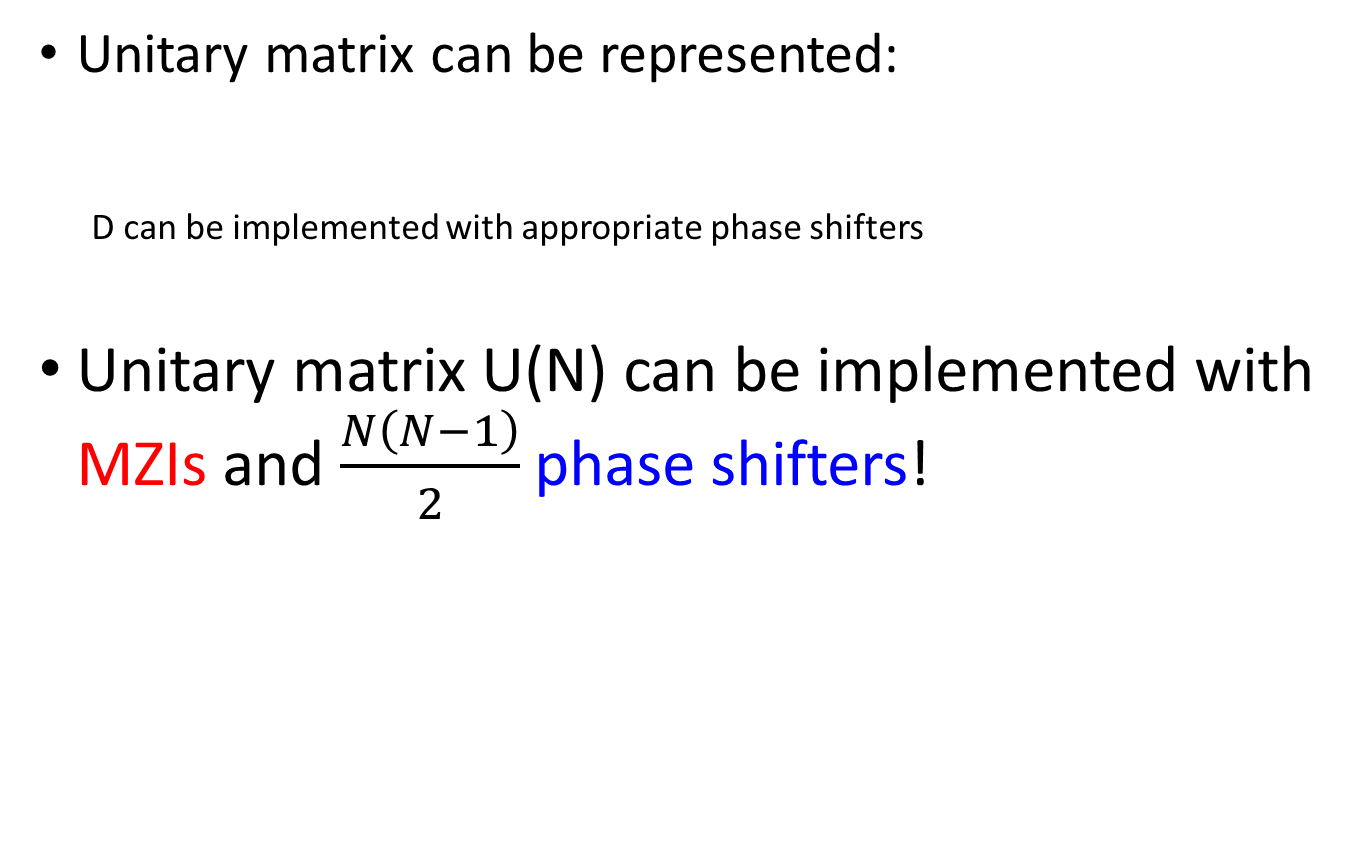 • Unitary matrix can be represented:
D can be implemented with appropriate phase shifters
• Unitary matrix U(N) can be implemented with
MZIs and \frac{N(N-1)}{2} phase shifters!